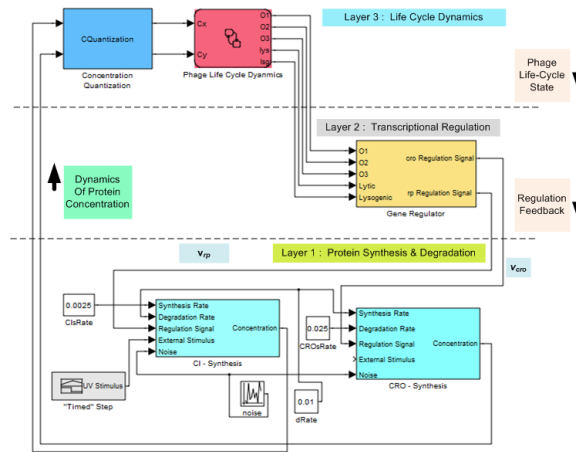 Layer 3 : Life Cycle Dynamics
CQuantization
Concentration
Quantization
Cx
Cy
O1
O2
O3
lys
lsg
Phage Life Cycle Dyanmics
Phage
Life-Cycle
State
Layer 2 : Transcriptional Regulation
O1
O2
O3
Lytic
Lysogenic
cro Regulation Signal
rp Regulation Signal
Gene Regulator
Dynamics
Of Protein
Concentration
Regulation
Feedback
Layer 1 : Protein Synthesis & Degradation
vrp
vcro
0.0025
CIsRate
Synthesis Rate
Degradation Rate
Regulation Signal
External Stimulus
Noise
Concentration
CI - Synthesis
0.025
CROsRate
Synthesis Rate
Degradation Rate
Regulation Signal
External Stimulus
Noise
Concentration
CRO - Synthesis
UV Stimulus
"Timed" Step
noise
0.01
dRate